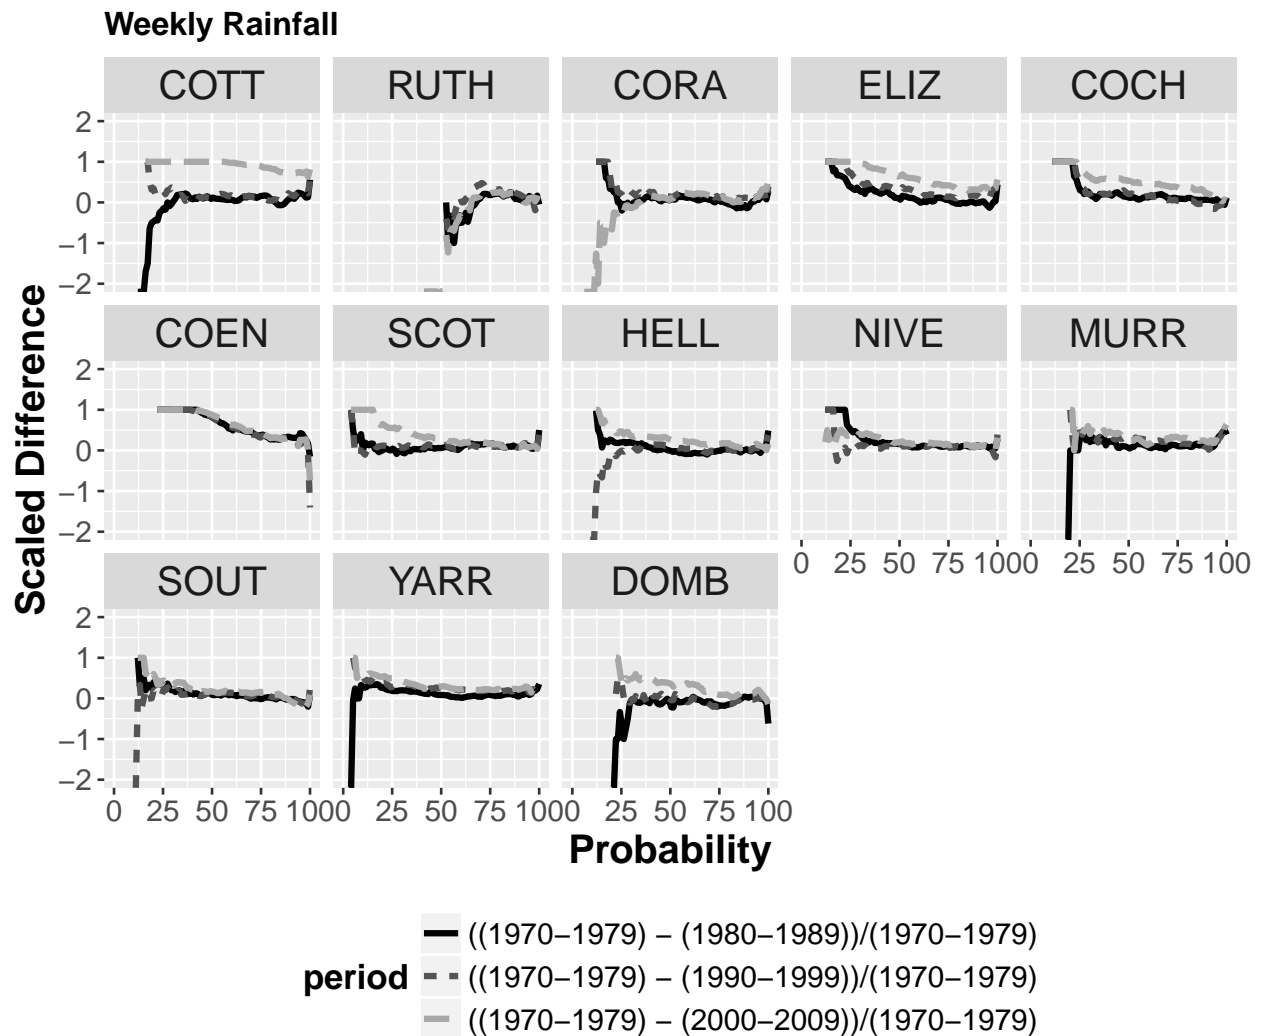 Weekly Rainfall
COTT RUTH CORA ELIZ COCH
2
1
0
−1
−2
COEN SCOT HELL NIVE MURR
2
1
0
−1
−2
0 25 50 75 100 0 25 50 75 100
SOUT YARR DOMB
2
1
0
−1
−2
0 25 50 75 100 0 25 50 75 100 0 25 50 75 100
Scaled Difference
Probability
period
((1970−1979) − (1980−1989))/(1970−1979)
((1970−1979) − (1990−1999))/(1970−1979)
((1970−1979) − (2000−2009))/(1970−1979)